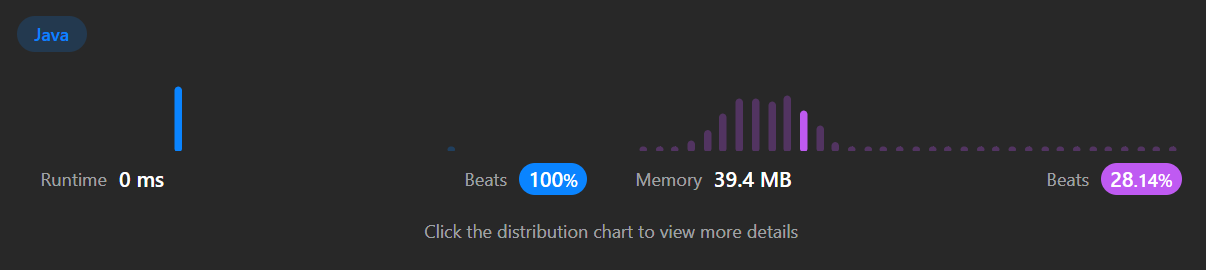 Java
Runtime 0 ms Beats 100% Memory 39.4 MB Beats 28.14%
Click the distribution chart to view more details